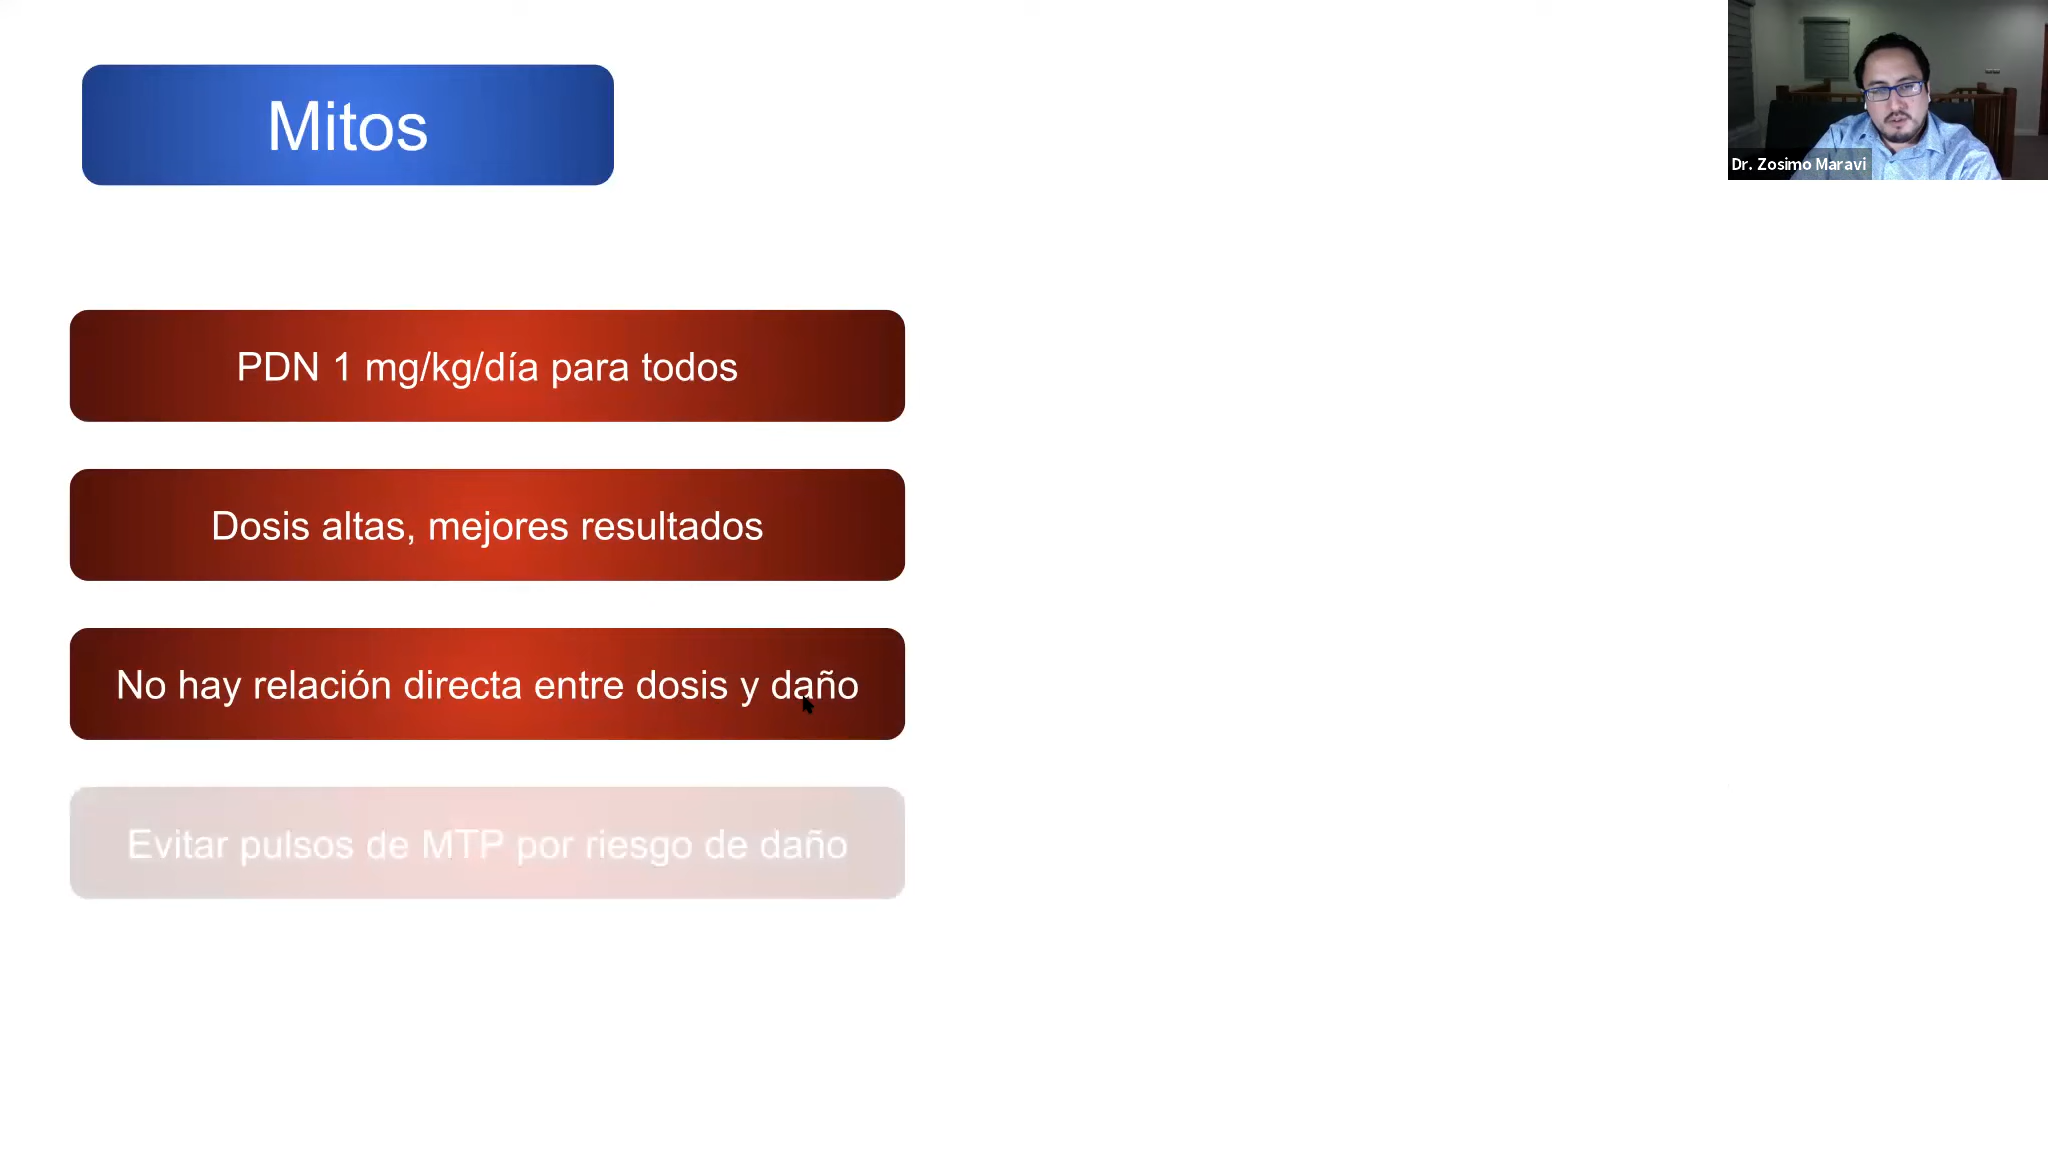 Mitos
Dr. Zosimo Maravi
PDN 1 mg/kg/día para todos
Dosis altas, mejores resultados
No hay relación directa entre dosis y daño
Evitar pulsos de MTP por riesgo de daño